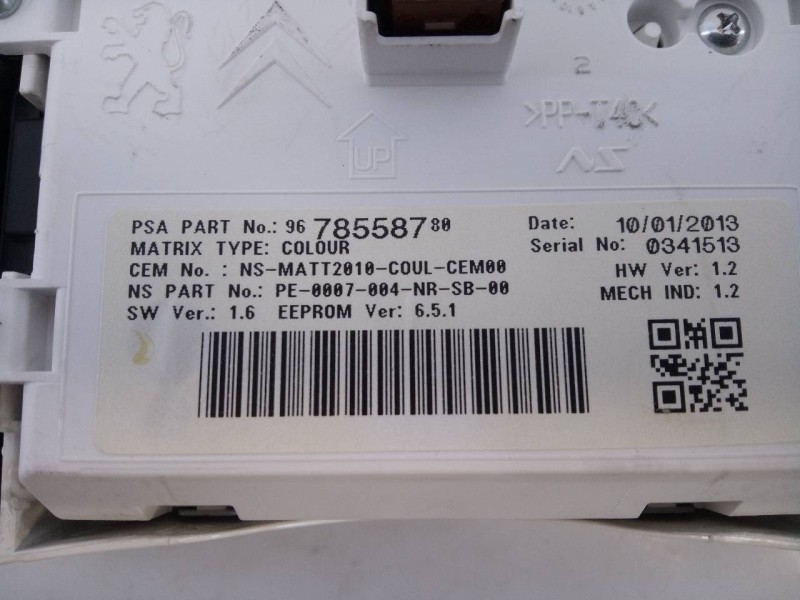 2
>PP-T40<
UP
PSA PART No.: 96 785587 80
Date: 10/01/2013
MATRIX TYPE: COLOUR
Serial No: 0341513
CEM No. : NS-MATT2010-COUL-CEM00
HW Ver: 1.2
NS PART No.: PE-0007-004-NR-SB-00
MECH IND: 1.2
SW Ver.: 1.6 EEPROM Ver: 6.5.1